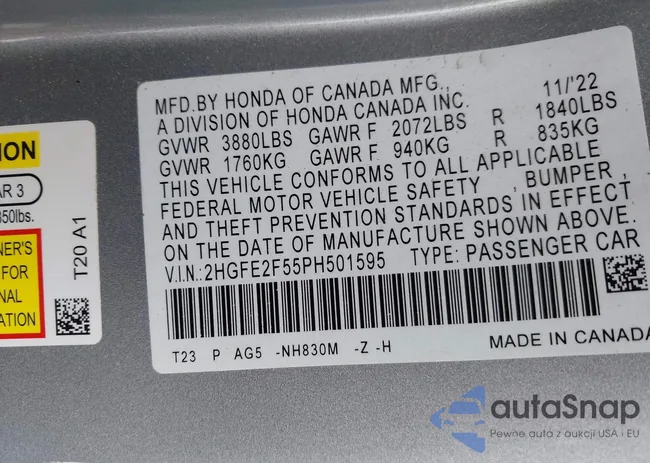 ION
AR 3
850lbs.
NER'S
FOR
NAL
ATION
T20 A1
MFD.BY HONDA OF CANADA MFG., 11/'22
A DIVISION OF HONDA CANADA INC.
GVWR 3880LBS GAWR F 2072LBS R 1840LBS
GVWR 1760KG GAWR F 940KG R 835KG
THIS VEHICLE CONFORMS TO ALL APPLICABLE
FEDERAL MOTOR VEHICLE SAFETY , BUMPER ,
AND THEFT PREVENTION STANDARDS IN EFFECT
ON THE DATE OF MANUFACTURE SHOWN ABOVE.
V.I.N.: 2HGFE2F55PH501595 TYPE: PASSENGER CAR
T23 P AG5 -NH830M -Z -H
MADE IN CANADA
autaSnap
Pewne auta z aukcji USA i EU